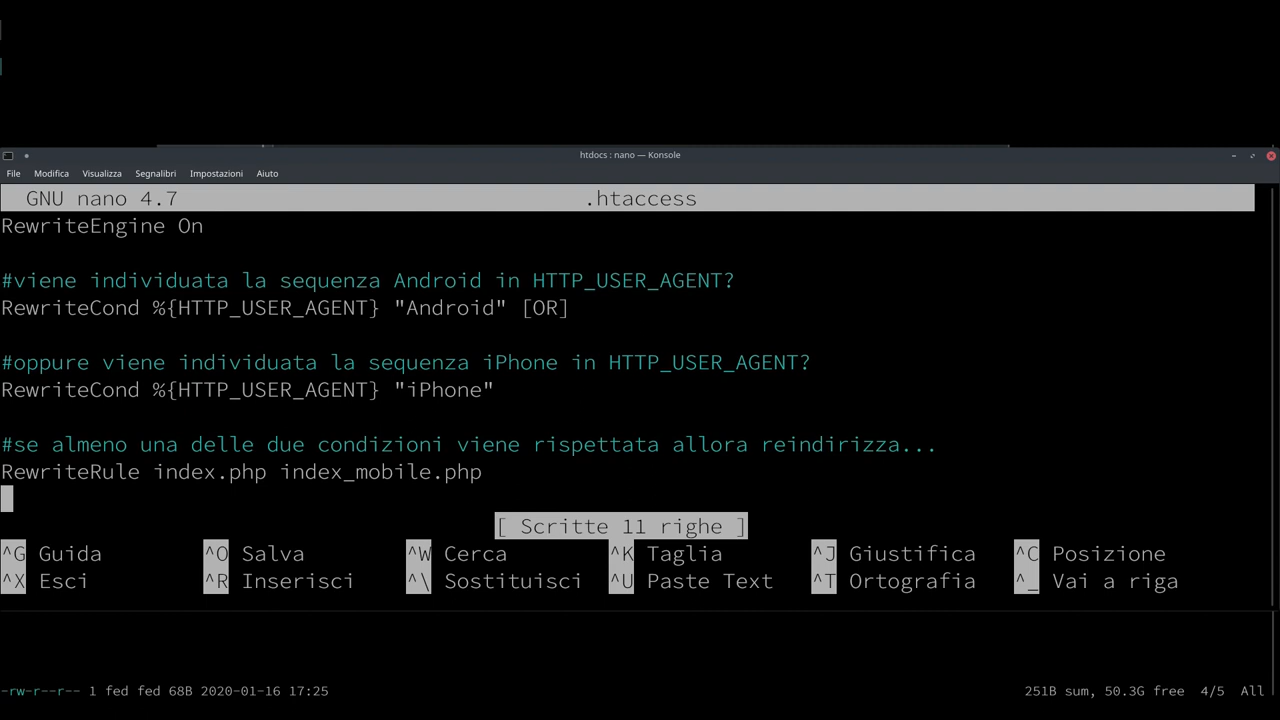 htdocs : nano — Konsole
File Modifica Visualizza Segnalibri Impostazioni Aiuto
GNU nano 4.7 .htaccess
RewriteEngine On
#viene individuata la sequenza Android in HTTP_USER_AGENT?
RewriteCond %{HTTP_USER_AGENT} "Android" [OR]
#oppure viene individuata la sequenza iPhone in HTTP_USER_AGENT?
RewriteCond %{HTTP_USER_AGENT} "iPhone"
#se almeno una delle due condizioni viene rispettata allora reindirizza...
RewriteRule index.php index_mobile.php
[ Scritte 11 righe ]
^G Guida ^O Salva ^W Cerca ^K Taglia ^J Giustifica ^C Posizione
^X Esci ^R Inserisci ^\ Sostituisci ^U Paste Text ^T Ortografia ^_ Vai a riga
-rw-r--r-- 1 fed fed 68B 2020-01-16 17:25 251B sum, 50.3G free 4/5 All